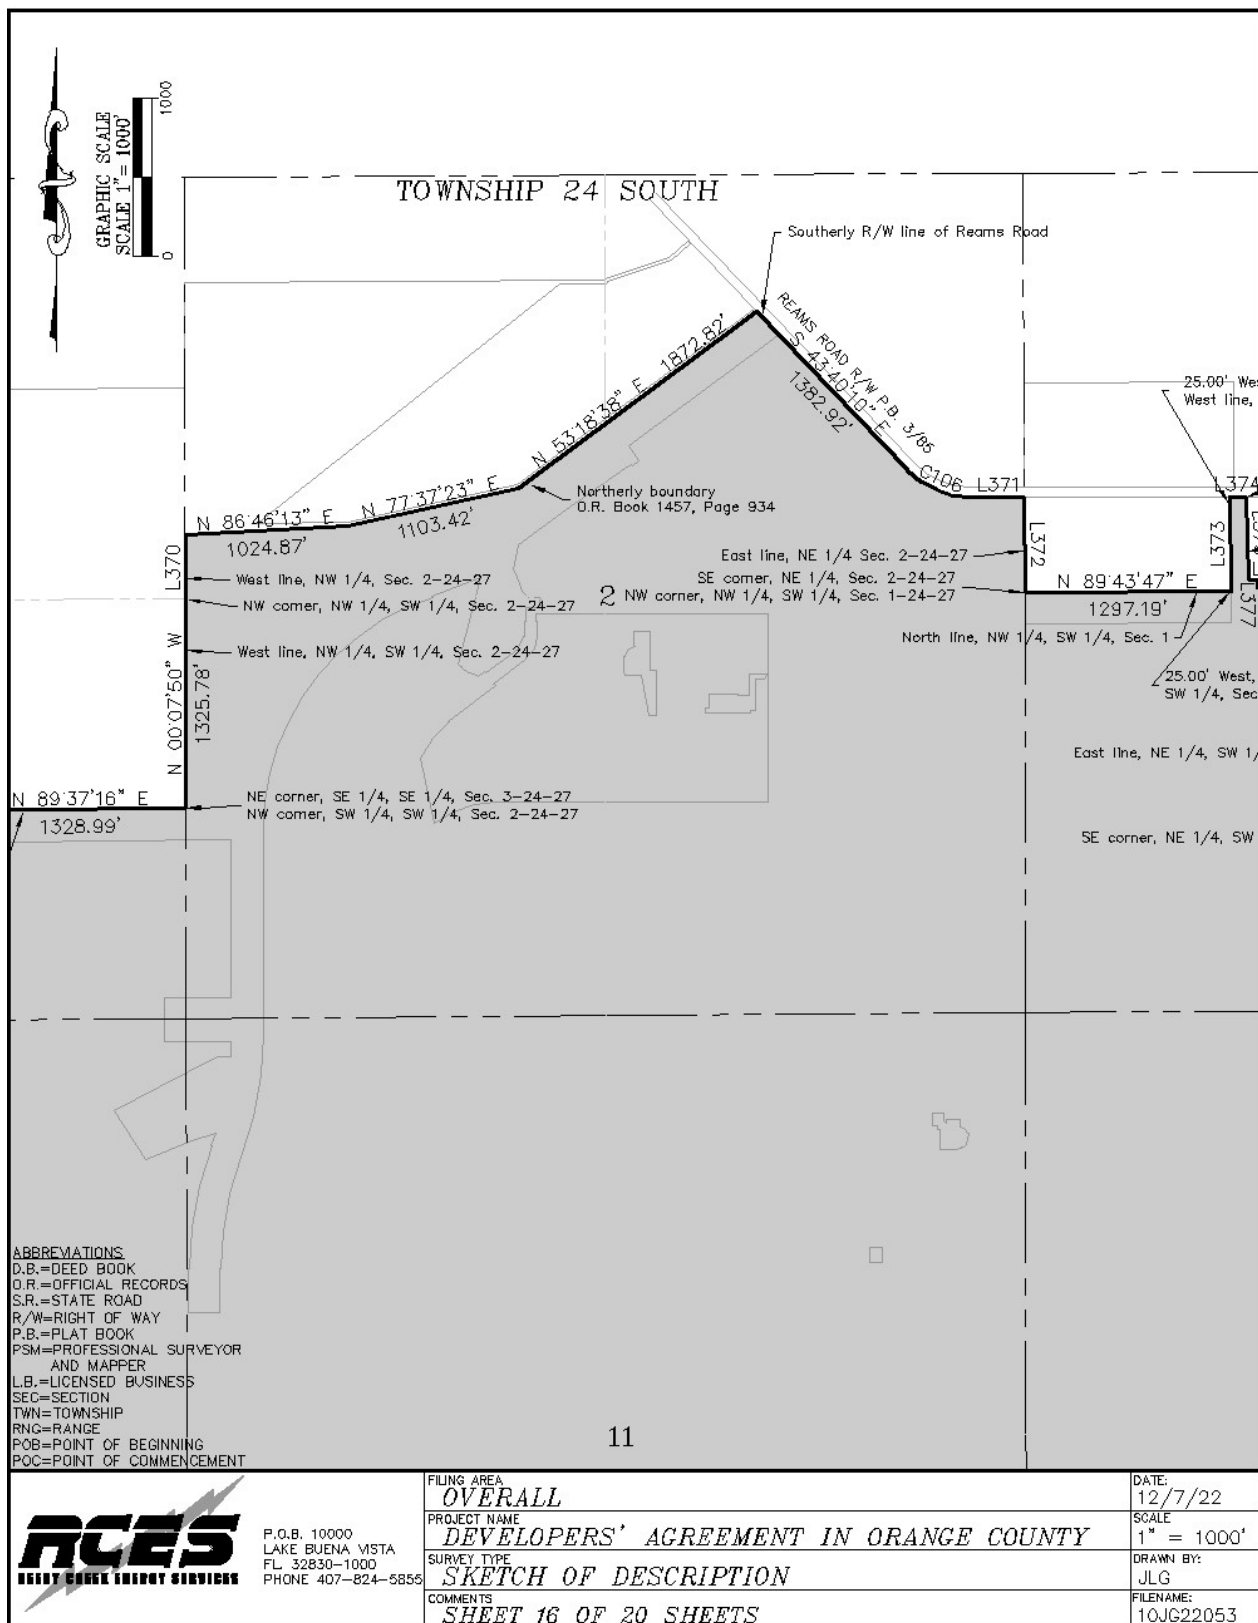 GRAPHIC SCALE
SCALE 1"= 1000'
0
1000
TOWNSHIP 24 SOUTH
Southerly R/W line of Reams Road
REAMS ROAD R/W P.B. 3/85
S 43°40'10" E
1382.92'
N 53°18'38" E 1872.82'
25.00' Wes
West line,
C106
L371
L374
N 77°37'23" E
1103.42'
Northerly boundary
O.R. Book 1457, Page 934
N 86°46'13" E
1024.87'
L370
L372
L373
L377
East line, NE 1/4 Sec. 2-24-27
West line, NW 1/4, Sec. 2-24-27
SE corner, NE 1/4, Sec. 2-24-27
N 89°43'47" E
1297.19'
2
NW corner, NW 1/4, SW 1/4, Sec. 1-24-27
NW corner, NW 1/4, SW 1/4, Sec. 2-24-27
North line, NW 1/4, SW 1/4, Sec. 1
West line, NW 1/4, SW 1/4, Sec. 2-24-27
N 00°07'50" W
1325.78'
25.00' West,
SW 1/4, Sec
East line, NE 1/4, SW 1/
N 89°37'16" E
1328.99'
NE corner, SE 1/4, SE 1/4, Sec. 3-24-27
NW corner, SW 1/4, SW 1/4, Sec. 2-24-27
SE corner, NE 1/4, SW
ABBREVIATIONS
D.B.=DEED BOOK
O.R.=OFFICIAL RECORDS
S.R.=STATE ROAD
R/W=RIGHT OF WAY
P.B.=PLAT BOOK
PSM=PROFESSIONAL SURVEYOR
AND MAPPER
L.B.=LICENSED BUSINESS
SEC=SECTION
TWN=TOWNSHIP
RNG=RANGE
POB=POINT OF BEGINNING
POC=POINT OF COMMENCEMENT
11
RCES
REEDY CREEK ENERGY SERVICES
P.O.B. 10000
LAKE BUENA VISTA
FL 32830-1000
PHONE 407-824-5855
FILING AREA
OVERALL
PROJECT NAME
DEVELOPERS' AGREEMENT IN ORANGE COUNTY
SURVEY TYPE
SKETCH OF DESCRIPTION
COMMENTS
SHEET 16 OF 20 SHEETS
DATE:
12/7/22
SCALE
1" = 1000'
DRAWN BY:
JLG
FILENAME:
10JG22053